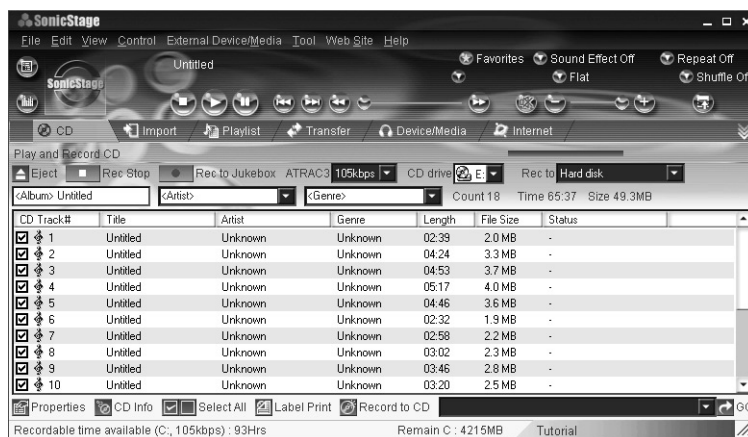 SonicStage
File Edit View Control External Device/Media Tool Web Site Help
Untitled
Favorites Sound Effect Off Repeat Off
Flat Shuffle Of
SonicStage
CD Import Playlist Transfer Device/Media Internet
Play and Record CD
Eject Rec Stop Rec to Jukebox ATRAC3 105kbps CD drive E: Rec to Hard disk
<Album> Untitled <Artist> <Genre> Count 18 Time 65:37 Size 49.3MB
CD Track# Title Artist Genre Length File Size Status
1 Untitled Unknown Unknown 02:39 2.0 MB -
2 Untitled Unknown Unknown 04:24 3.3 MB -
3 Untitled Unknown Unknown 04:53 3.7 MB -
4 Untitled Unknown Unknown 05:17 4.0 MB -
5 Untitled Unknown Unknown 04:46 3.6 MB -
6 Untitled Unknown Unknown 02:32 1.9 MB -
7 Untitled Unknown Unknown 02:58 2.2 MB -
8 Untitled Unknown Unknown 03:02 2.3 MB -
9 Untitled Unknown Unknown 03:46 2.8 MB -
10 Untitled Unknown Unknown 03:20 2.5 MB -
Properties CD Info Select All Label Print Record to CD GO
Recordable time available (C:, 105kbps) : 93Hrs Remain C : 4215MB Tutorial